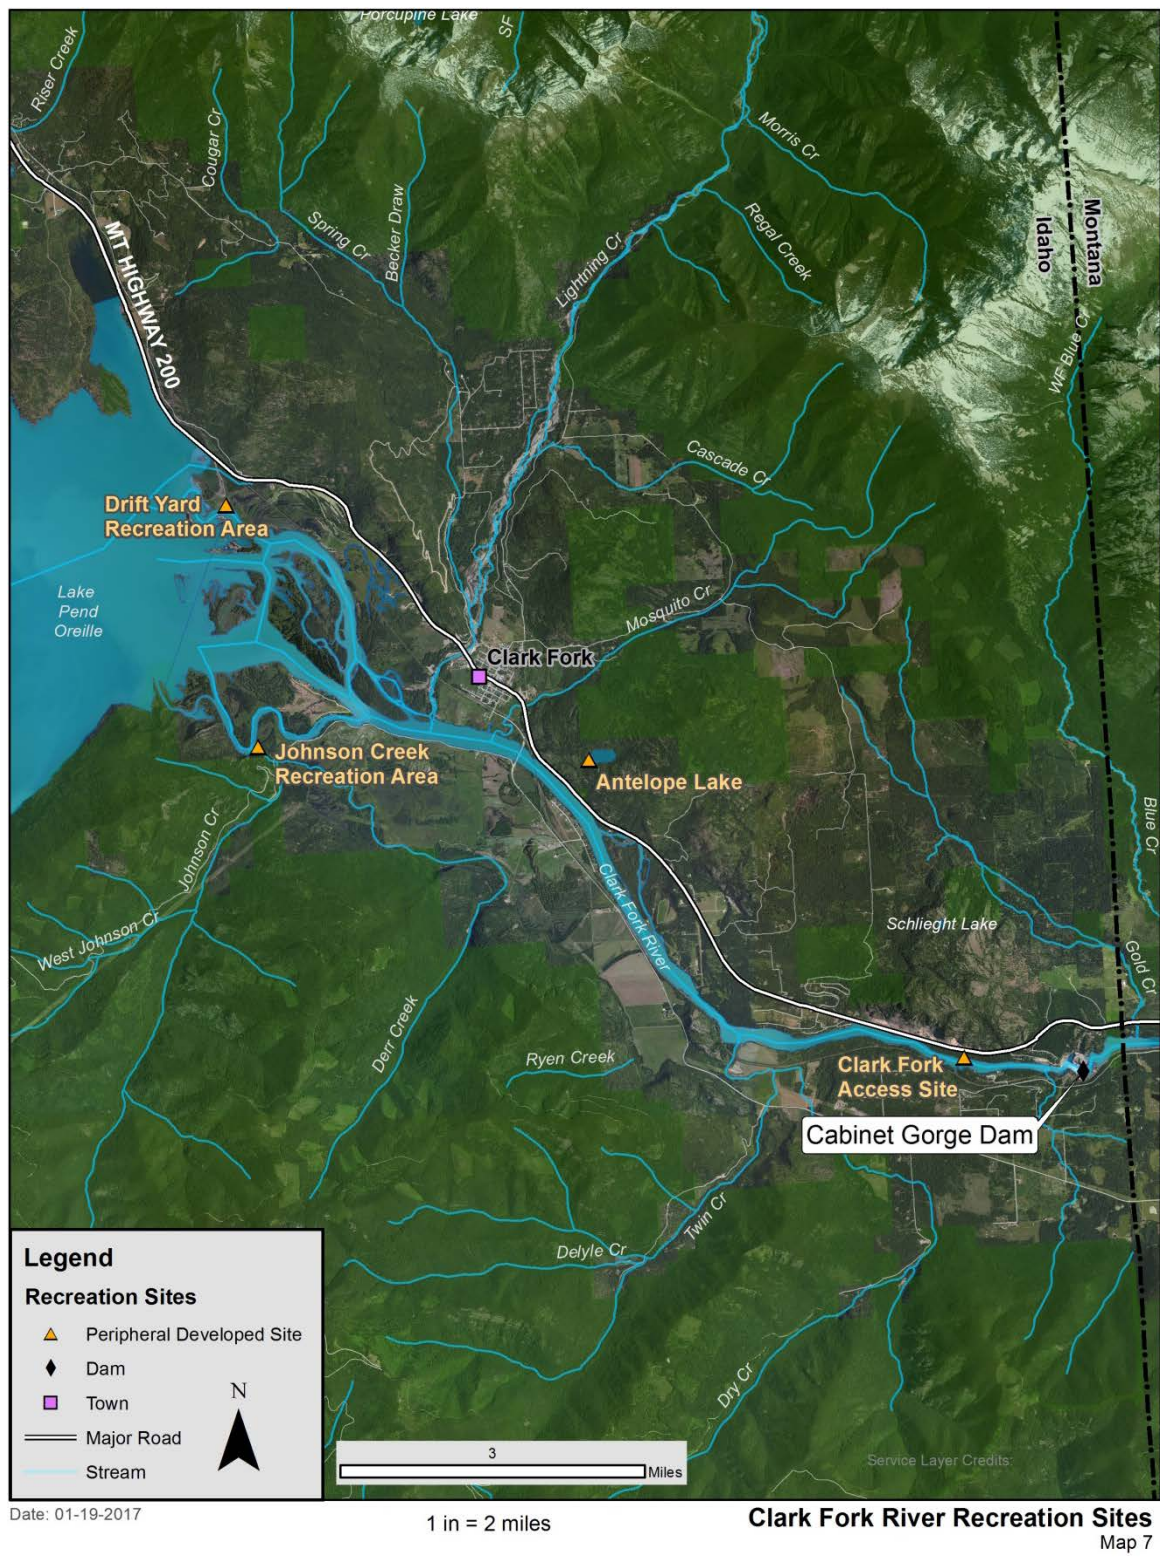 Porcupine Lake
SF
Riser Creek
Cougar Cr
Spring Cr
Becker Draw
Lightning Cr
Morris Cr
Regal Creek
Montana
Idaho
WF Blue Cr
MT HIGHWAY 200
Cascade Cr
Drift Yard
Recreation Area
Lake
Pend
Oreille
Mosquito Cr
Clark Fork
Johnson Creek
Recreation Area
Antelope Lake
Blue Cr
Johnson Cr
Clark Fork River
Schlieght Lake
West Johnson Cr
Gold Cr
Derr Creek
Ryen Creek
Clark Fork
Access Site
Cabinet Gorge Dam
Twin Cr
Delyle Cr
Dry Cr
Legend
Recreation Sites
Peripheral Developed Site
Dam
Town
Major Road
Stream
N
3
Miles
Service Layer Credits:
Date: 01-19-2017
1 in = 2 miles
Clark Fork River Recreation Sites
Map 7